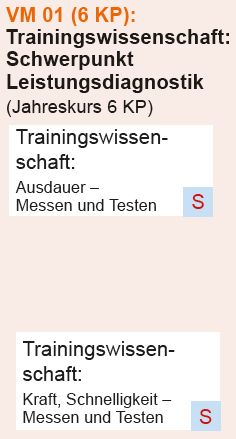 VM 01 (6 KP):
Trainingswissenschaft:
Schwerpunkt
Leistungsdiagnostik
(Jahreskurs 6 KP)
Trainingswissen-
schaft:
Ausdauer –
Messen und Testen
S
Trainingswissen-
schaft:
Kraft, Schnelligkeit –
Messen und Testen
S